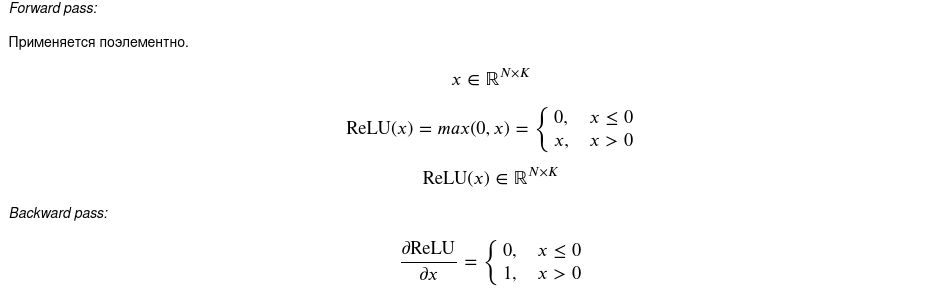 Forward pass:
Применяется поэлементно.
x ∈ ℝ^{N×K}
ReLU(x) = max(0, x) = { 0, x ≤ 0
x, x > 0
ReLU(x) ∈ ℝ^{N×K}
Backward pass:
∂ReLU/∂x = { 0, x ≤ 0
1, x > 0